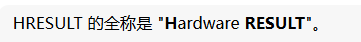 HRESULT 的全称是 "Hardware RESULT"。